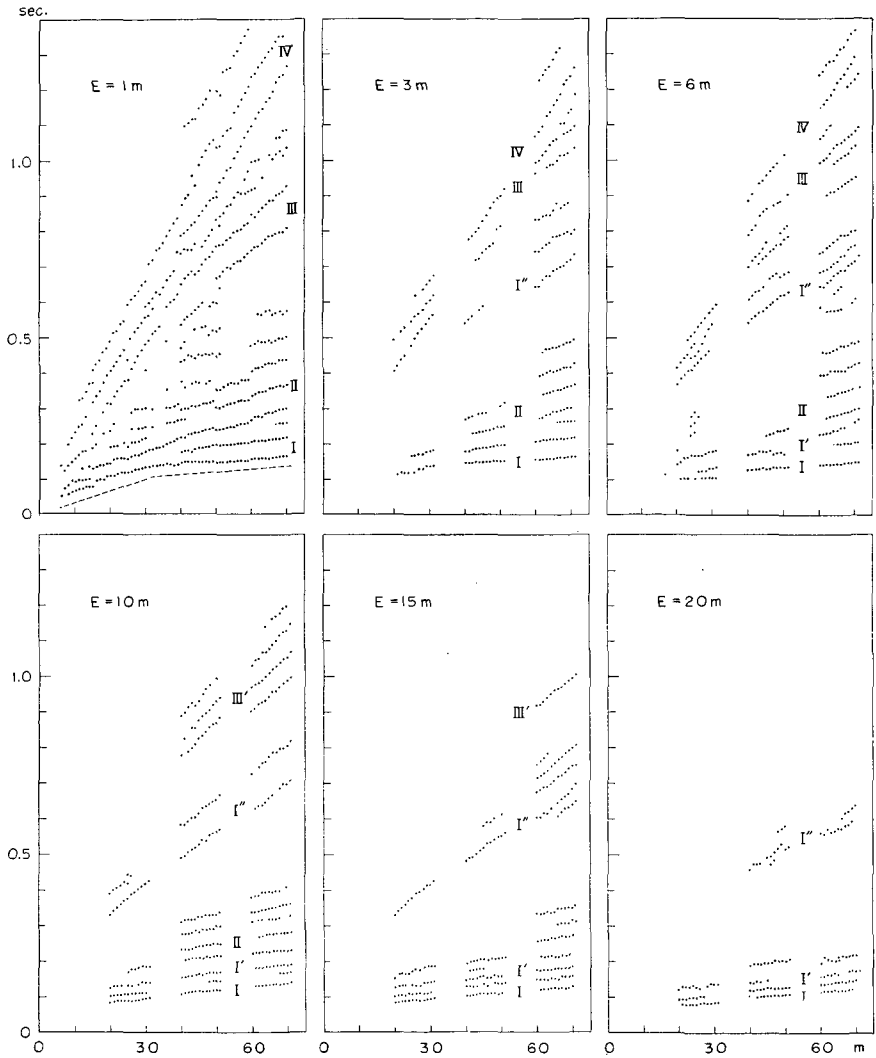 sec.
E = 1 m
IV
1.0
III
0.5
II
I
0
E = 3 m
IV
III
I″
II
I
E = 6 m
IV
III
I″
II
I′
I
E = 10 m
1.0
III′
I″
0.5
II
I′
I
0
0 30 60
E = 15 m
III′
I″
I′
I
0 30 60
E = 20 m
I″
I′
I
0 30 60 m